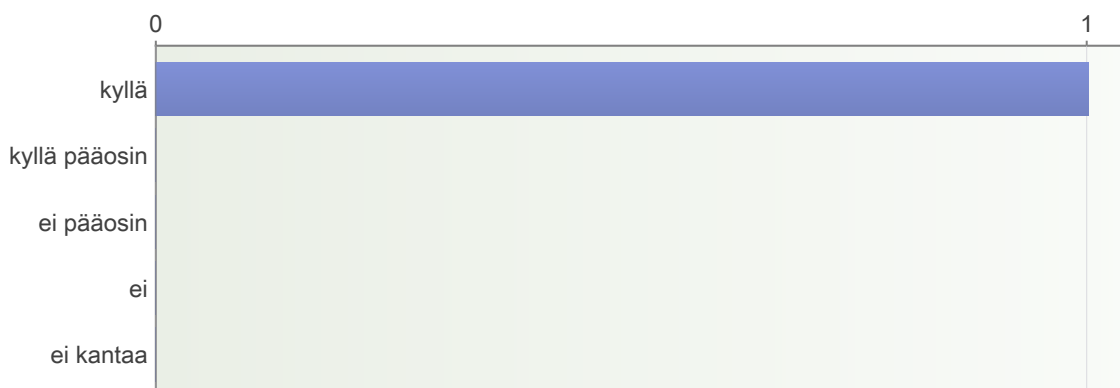 0 1
kyllä
kyllä pääosin
ei pääosin
ei
ei kantaa